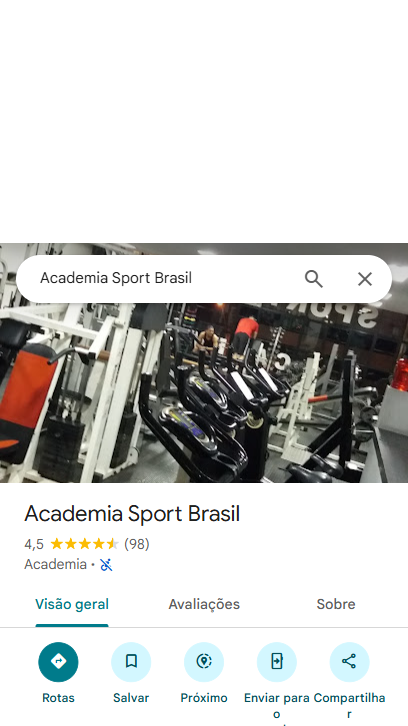 Academia Sport Brasil
SPORT
Academia Sport Brasil
4,5 (98)
Academia ·
Visão geral Avaliações Sobre
Rotas Salvar Próximo Enviar para o Compartilhar